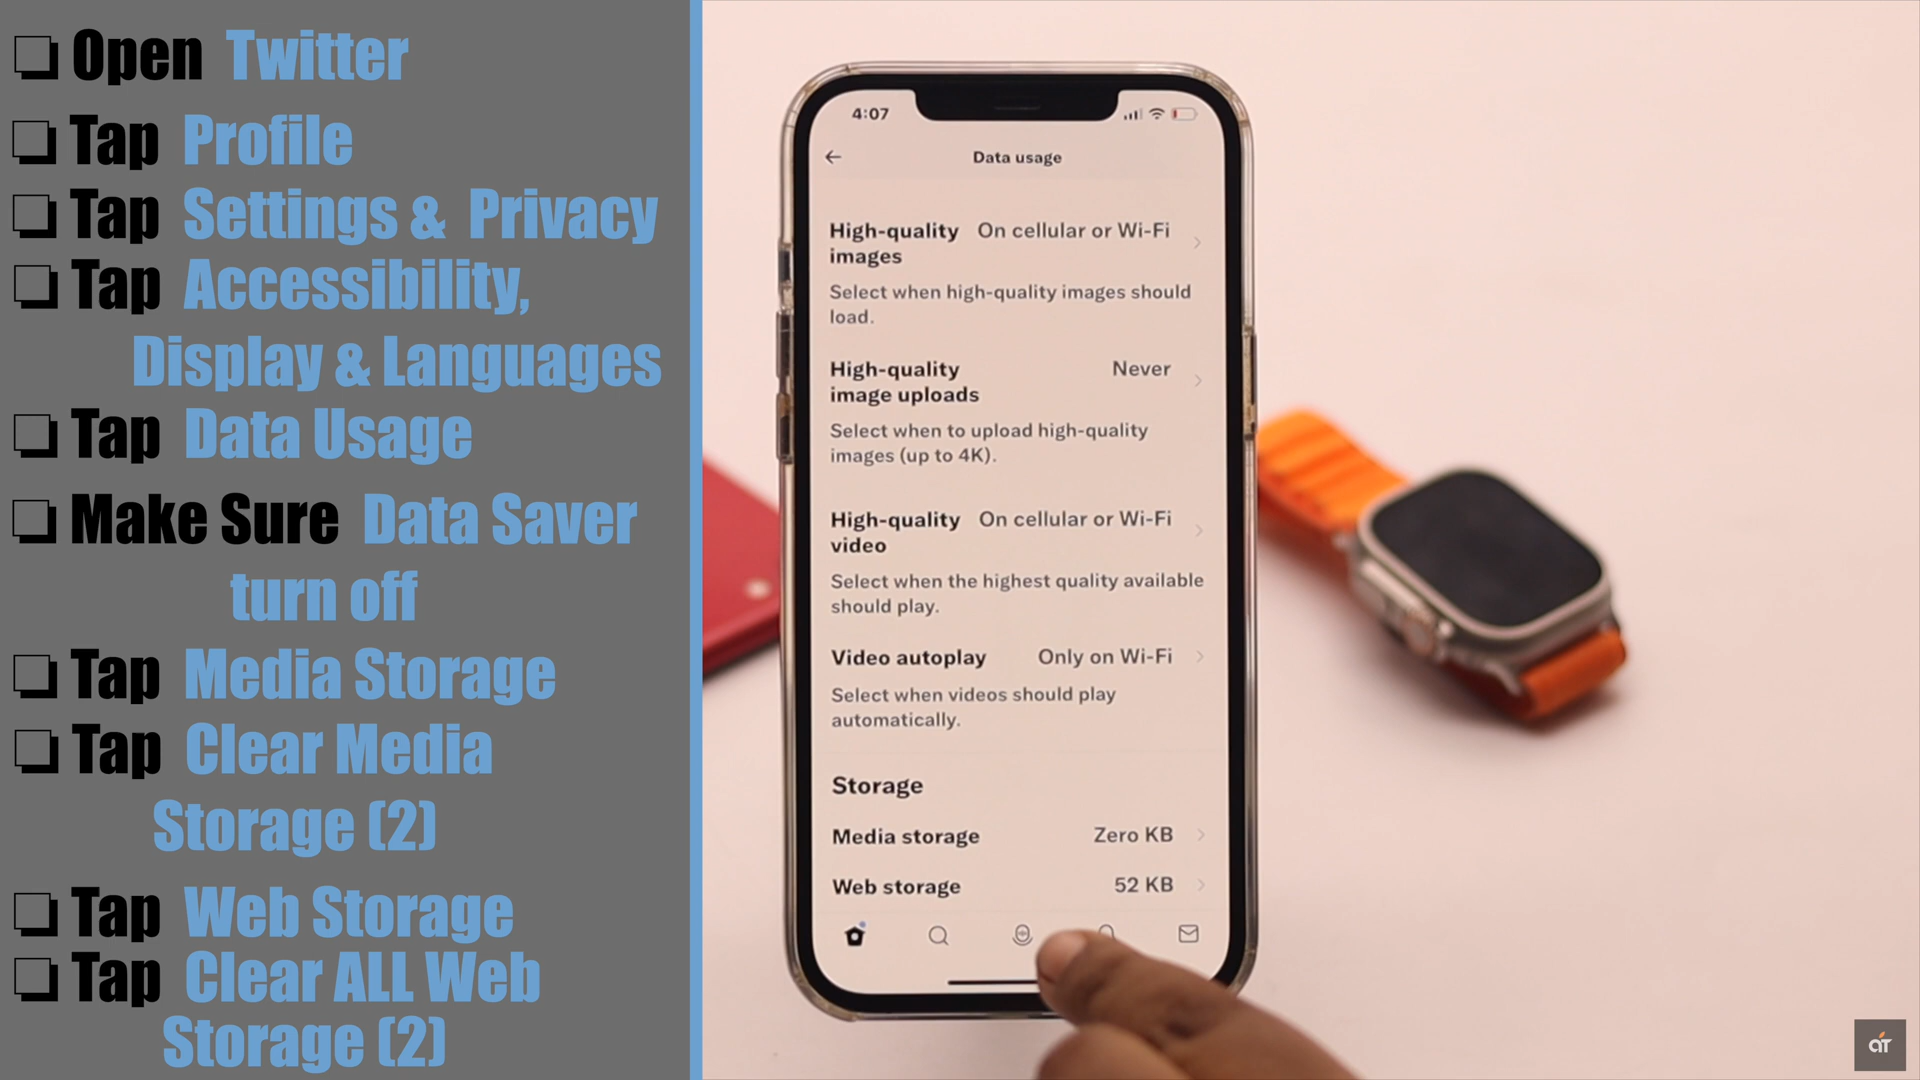 Open Twitter
Tap Profile
Tap Settings & Privacy
Tap Accessibility,
Display & Languages
Tap Data Usage
Make Sure Data Saver
turn off
Tap Media Storage
Tap Clear Media
Storage (2)
Tap Web Storage
Tap Clear ALL Web
Storage (2)
4:07
Data usage
High-quality On cellular or Wi-Fi
images
Select when high-quality images should
load.
High-quality Never
image uploads
Select when to upload high-quality
images (up to 4K).
High-quality On cellular or Wi-Fi
video
Select when the highest quality available
should play.
Video autoplay Only on Wi-Fi
Select when videos should play
automatically.
Storage
Media storage Zero KB
Web storage 52 KB
aT